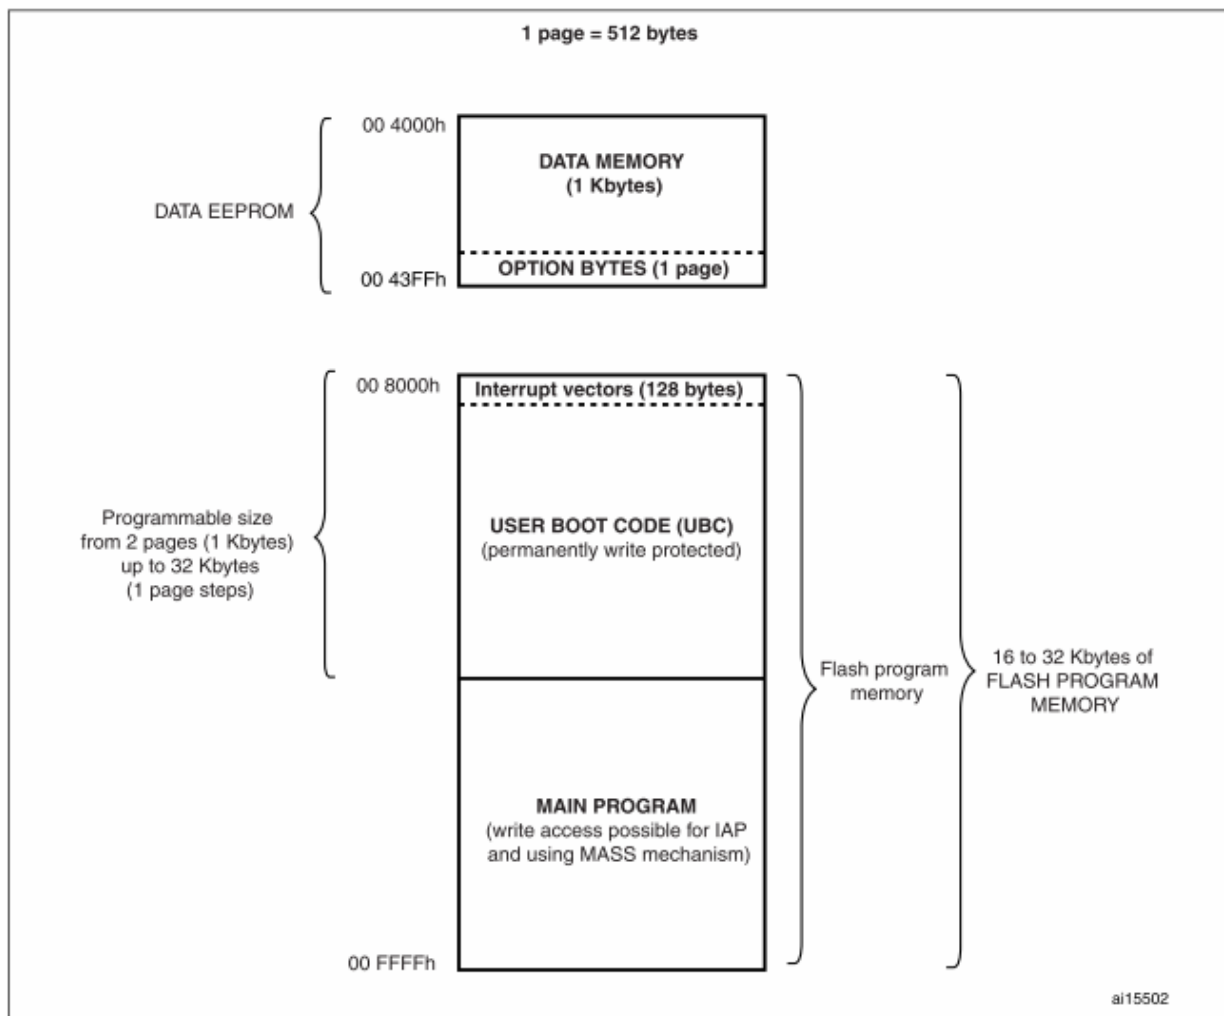 1 page = 512 bytes
00 4000h
DATA MEMORY
(1 Kbytes)
DATA EEPROM
OPTION BYTES (1 page)
00 43FFh
00 8000h
Interrupt vectors (128 bytes)
Programmable size
from 2 pages (1 Kbytes)
up to 32 Kbytes
(1 page steps)
USER BOOT CODE (UBC)
(permanently write protected)
Flash program
memory
16 to 32 Kbytes of
FLASH PROGRAM
MEMORY
MAIN PROGRAM
(write access possible for IAP
and using MASS mechanism)
00 FFFFh
ai15502